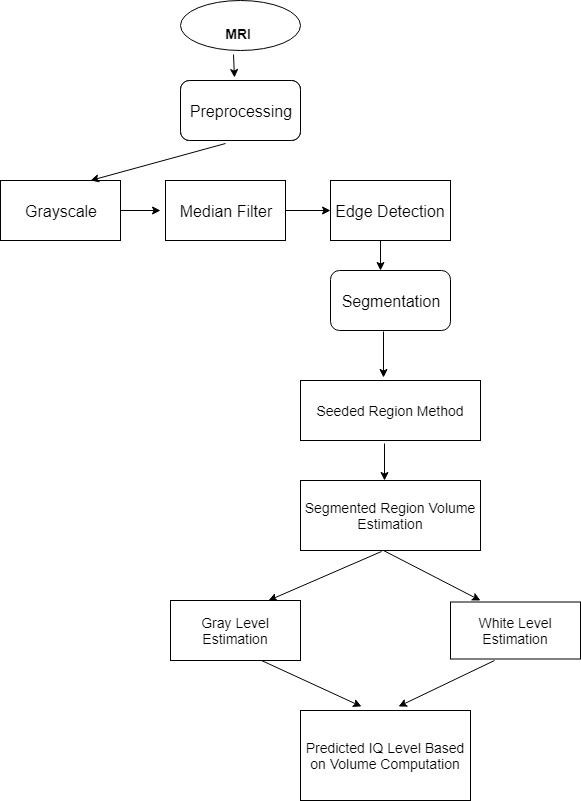 MRI
Preprocessing
Grayscale
Median Filter
Edge Detection
Segmentation
Seeded Region Method
Segmented Region Volume
Estimation
Gray Level
Estimation
White Level
Estimation
Predicted IQ Level Based
on Volume Computation